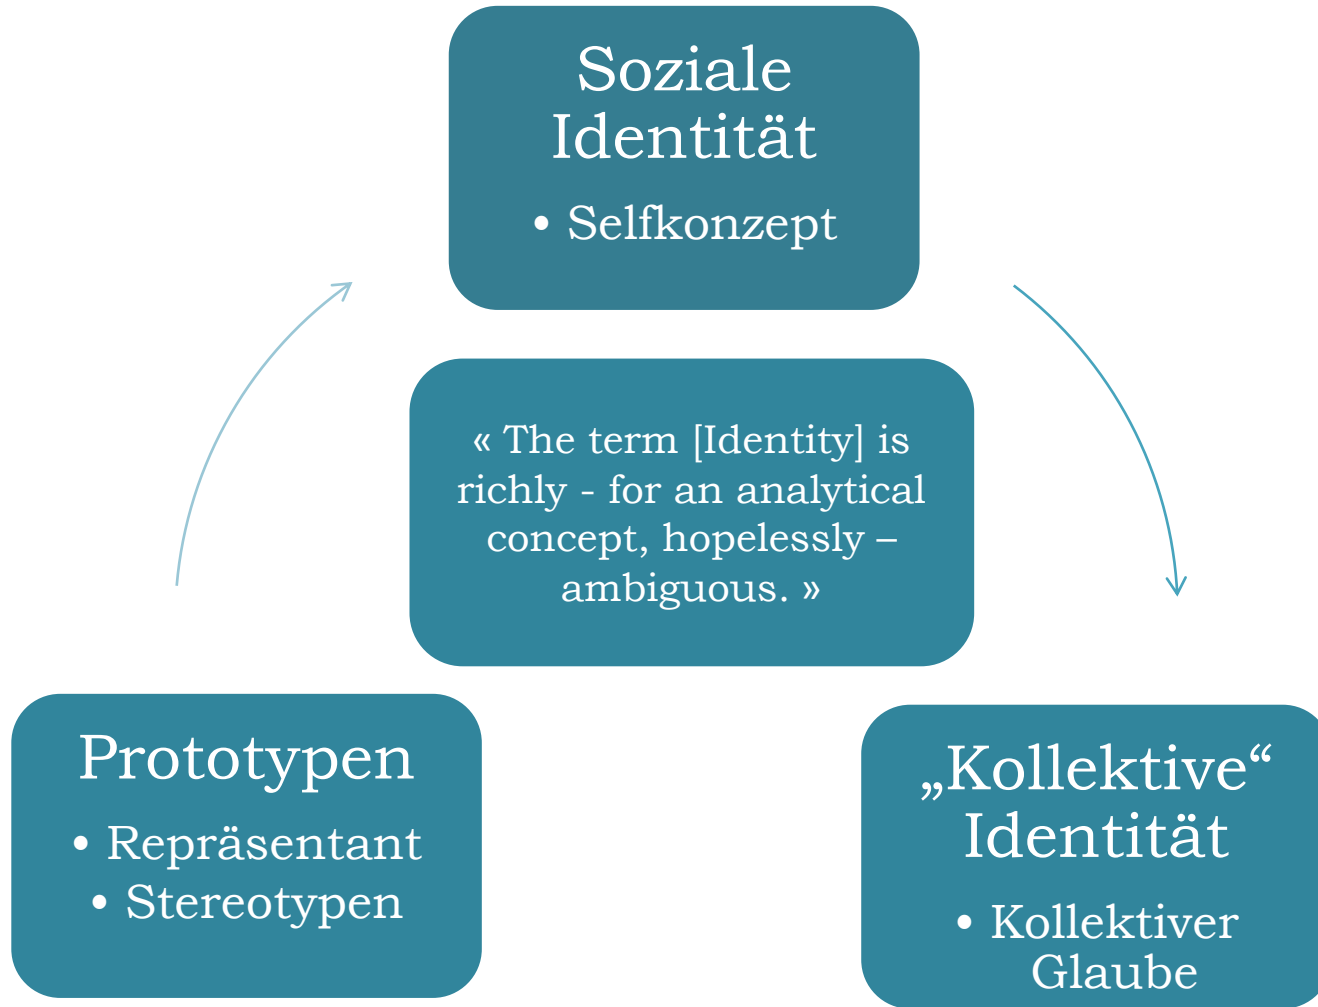 Soziale
Identität
• Selfkonzept
« The term [Identity] is
richly - for an analytical
concept, hopelessly –
ambiguous. »
Prototypen
• Repräsentant
• Stereotypen
„Kollektive“
Identität
• Kollektiver
Glaube